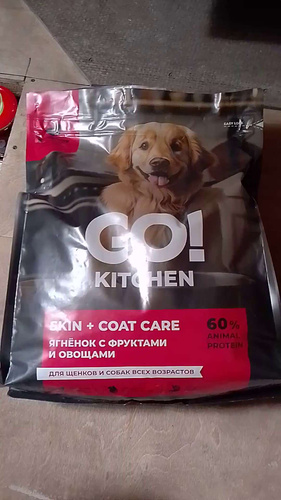 GO!
KITCHEN
SKIN + COAT CARE
ЯГНЁНОК С ФРУКТАМИ
И ОВОЩАМИ
60%
ANIMAL
PROTEIN
ДЛЯ ЩЕНКОВ И СОБАК ВСЕХ ВОЗРАСТОВ